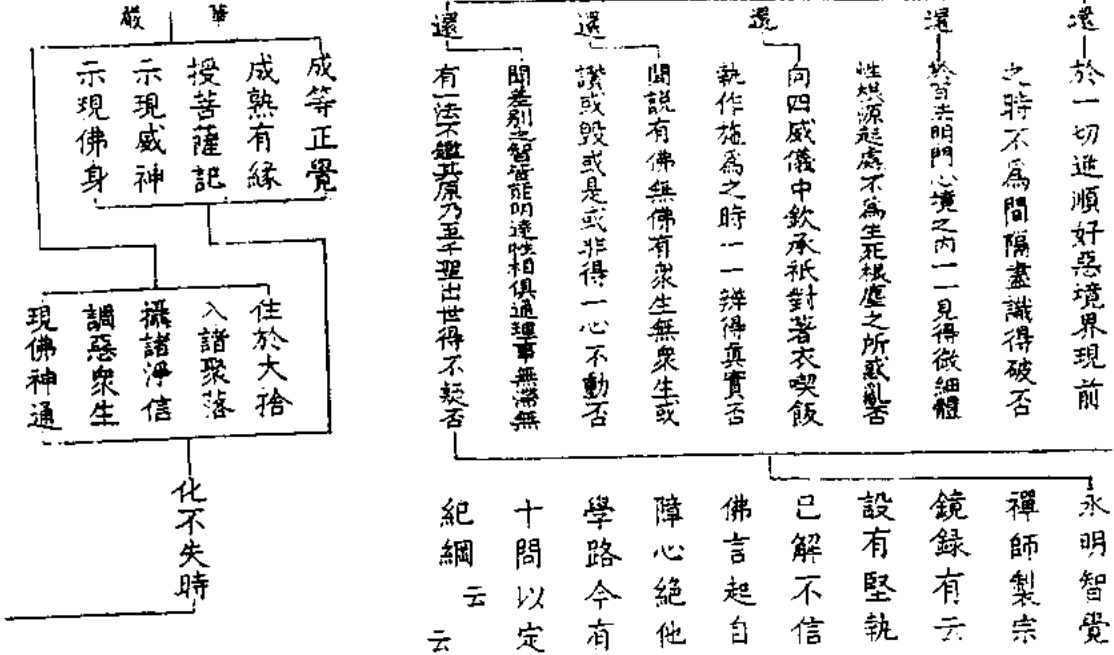 還
於一切違順好惡境界現前
之時不為間隔盡識得破否
還
於百法明門心境之內一一見得微細體
性根源起處不為生死根塵之所惑亂否
還
向四威儀中欽承祇對著衣喫飯
執作施為之時一一辨得真實否
還
聞說有佛無佛有眾生無眾生或
讚或毀或是或非得一心不動否
還
聞差別之智皆能明達性相俱通理事無滯無
有一法不鑑其原乃至千聖出世得不疑否
永明智覺
禪師製宗
鏡録有云
設有堅執
已解不信
佛言起自
障心絕他
學路今有
十問以定
紀綱云
云
華嚴
成等正覺
成熟有緣
授菩薩記
示現威神
示現佛身
住於大捨
入諸聚落
攝諸淨信
調惡衆生
現佛神通
化不失時